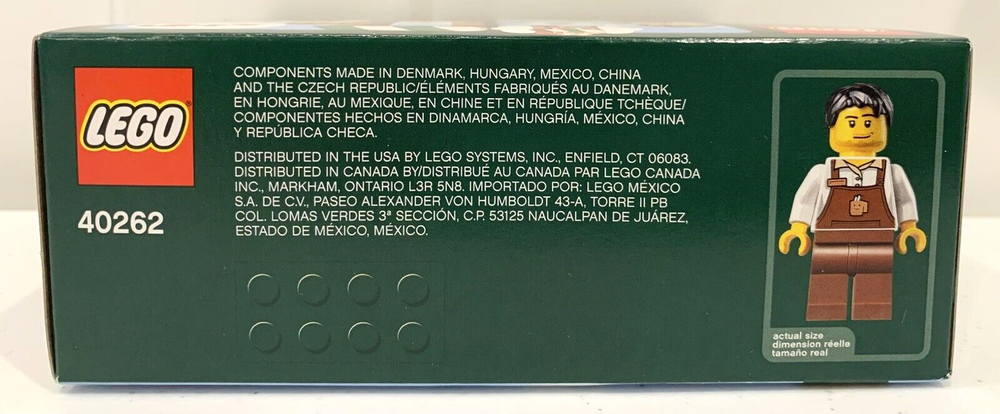 LEGO
40262
COMPONENTS MADE IN DENMARK, HUNGARY, MEXICO, CHINA
AND THE CZECH REPUBLIC/ÉLÉMENTS FABRIQUÉS AU DANEMARK,
EN HONGRIE, AU MEXIQUE, EN CHINE ET EN RÉPUBLIQUE TCHÈQUE/
COMPONENTES HECHOS EN DINAMARCA, HUNGRÍA, MÉXICO, CHINA
Y REPÚBLICA CHECA.
DISTRIBUTED IN THE USA BY LEGO SYSTEMS, INC., ENFIELD, CT 06083.
DISTRIBUTED IN CANADA BY/DISTRIBUÉ AU CANADA PAR LEGO CANADA
INC., MARKHAM, ONTARIO L3R 5N8. IMPORTADO POR: LEGO MÉXICO
S.A. DE C.V., PASEO ALEXANDER VON HUMBOLDT 43-A, TORRE II PB
COL. LOMAS VERDES 3ª SECCIÓN, C.P. 53125 NAUCALPAN DE JUÁREZ,
ESTADO DE MÉXICO, MÉXICO.
actual size
dimension réelle
tamaño real